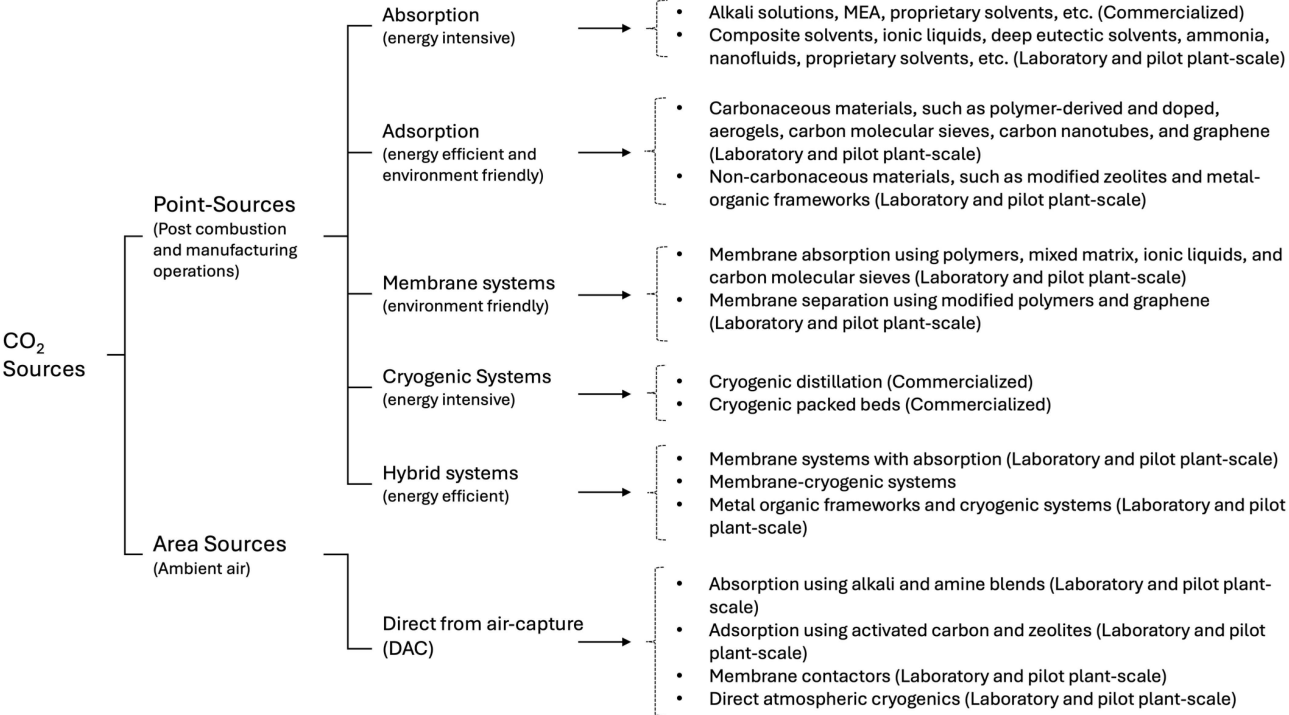 CO2
Sources
Point-Sources
(Post combustion
and manufacturing
operations)
Absorption
(energy intensive)
• Alkali solutions, MEA, proprietary solvents, etc. (Commercialized)
• Composite solvents, ionic liquids, deep eutectic solvents, ammonia,
nanofluids, proprietary solvents, etc. (Laboratory and pilot plant-scale)
Adsorption
(energy efficient and
environment friendly)
• Carbonaceous materials, such as polymer-derived and doped,
aerogels, carbon molecular sieves, carbon nanotubes, and graphene
(Laboratory and pilot plant-scale)
• Non-carbonaceous materials, such as modified zeolites and metal-
organic frameworks (Laboratory and pilot plant-scale)
Membrane systems
(environment friendly)
• Membrane absorption using polymers, mixed matrix, ionic liquids, and
carbon molecular sieves (Laboratory and pilot plant-scale)
• Membrane separation using modified polymers and graphene
(Laboratory and pilot plant-scale)
Cryogenic Systems
(energy intensive)
• Cryogenic distillation (Commercialized)
• Cryogenic packed beds (Commercialized)
Hybrid systems
(energy efficient)
• Membrane systems with absorption (Laboratory and pilot plant-scale)
• Membrane-cryogenic systems
• Metal organic frameworks and cryogenic systems (Laboratory and pilot
plant-scale)
Area Sources
(Ambient air)
Direct from air-capture
(DAC)
• Absorption using alkali and amine blends (Laboratory and pilot plant-
scale)
• Adsorption using activated carbon and zeolites (Laboratory and pilot
plant-scale)
• Membrane contactors (Laboratory and pilot plant-scale)
• Direct atmospheric cryogenics (Laboratory and pilot plant-scale)